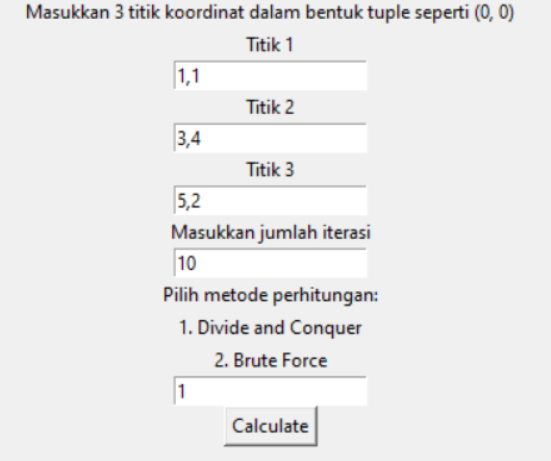 Masukkan 3 titik koordinat dalam bentuk tuple seperti (0, 0)
Titik 1
1,1
Titik 2
3,4
Titik 3
5,2
Masukkan jumlah iterasi
10
Pilih metode perhitungan:
1. Divide and Conquer
2. Brute Force
1
Calculate